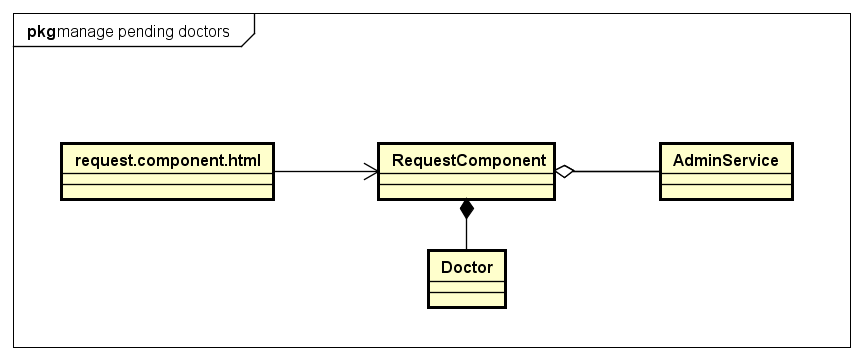 pkg manage pending doctors
request.component.html
RequestComponent
AdminService
Doctor